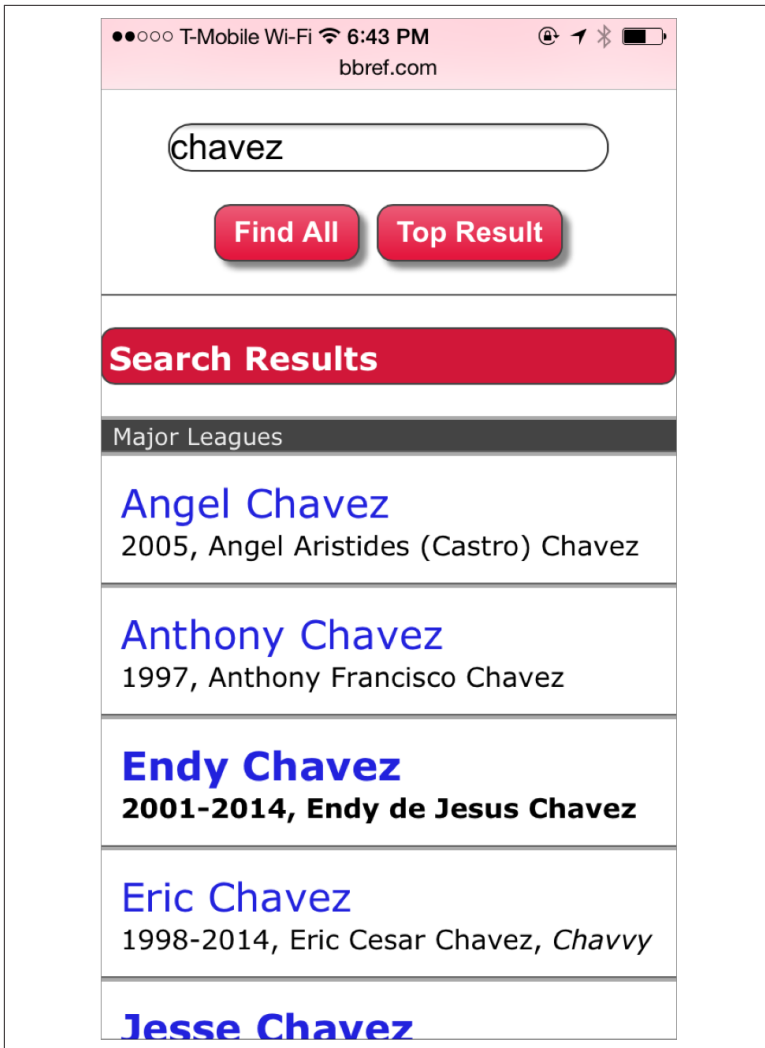 T-Mobile Wi-Fi 6:43 PM
bbref.com
chavez
Find All Top Result
Search Results
Major Leagues
Angel Chavez
2005, Angel Aristides (Castro) Chavez
Anthony Chavez
1997, Anthony Francisco Chavez
Endy Chavez
2001-2014, Endy de Jesus Chavez
Eric Chavez
1998-2014, Eric Cesar Chavez, Chavvy
Jesse Chavez